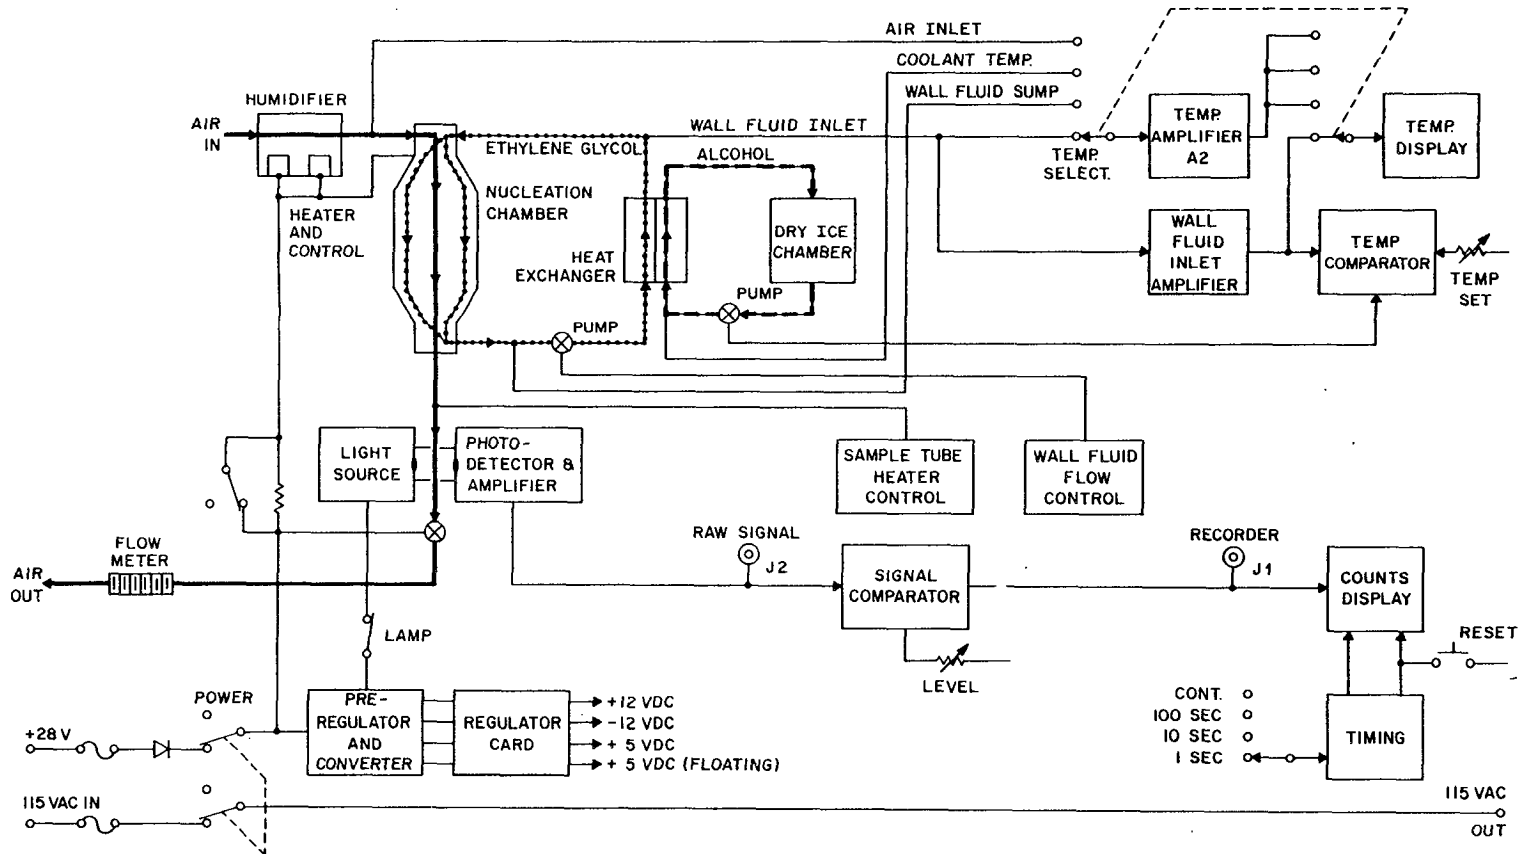 AIR INLET
COOLANT TEMP.
WALL FLUID SUMP
HUMIDIFIER
AIR
IN
WALL FLUID INLET
ETHYLENE GLYCOL
ALCOHOL
TEMP.
SELECT.
TEMP.
AMPLIFIER
A2
TEMP.
DISPLAY
NUCLEATION
CHAMBER
HEATER
AND
CONTROL
HEAT
EXCHANGER
DRY ICE
CHAMBER
WALL
FLUID
INLET
AMPLIFIER
TEMP
COMPARATOR
TEMP
SET
PUMP
PUMP
LIGHT
SOURCE
PHOTO-
DETECTOR &
AMPLIFIER
SAMPLE TUBE
HEATER
CONTROL
WALL FLUID
FLOW
CONTROL
FLOW
METER
AIR
OUT
RAW SIGNAL
J2
SIGNAL
COMPARATOR
RECORDER
J1
COUNTS
DISPLAY
LAMP
LEVEL
RESET
POWER
+28V
PRE-
REGULATOR
AND
CONVERTER
REGULATOR
CARD
+12 VDC
-12 VDC
+ 5 VDC
+ 5 VDC (FLOATING)
CONT.
100 SEC
10 SEC
1 SEC
TIMING
115 VAC IN
115 VAC
OUT